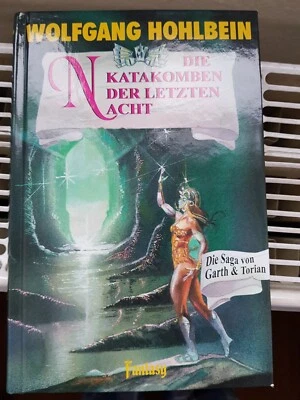 WOLFGANG HOHLBEIN
DIE
KATAKOMBEN
DER LETZTEN
NACHT
Die Saga von
Garth & Torian
Fantasy